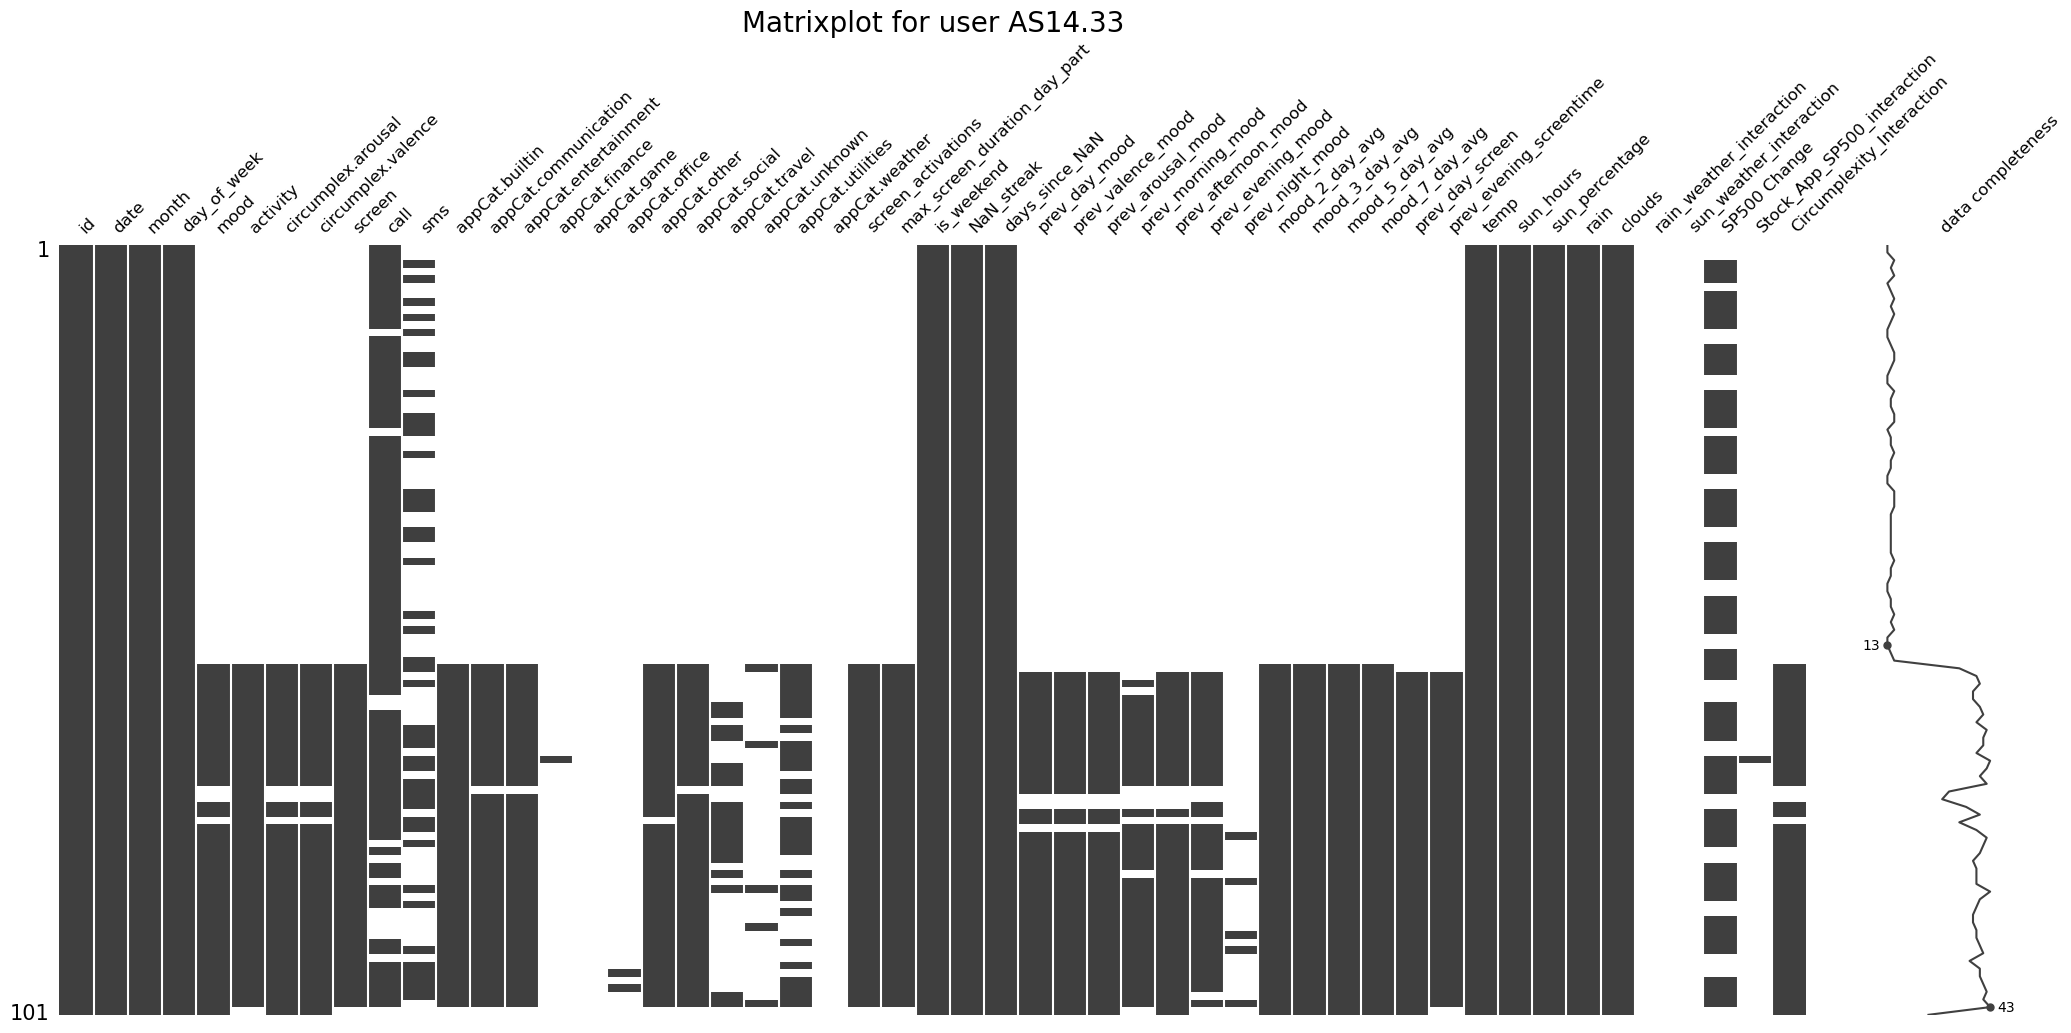 Matrixplot for user AS14.33
id
date
month
day_of_week
mood
activity
circumplex.arousal
circumplex.valence
screen
call
sms
appCat.builtin
appCat.communication
appCat.entertainment
appCat.finance
appCat.game
appCat.office
appCat.other
appCat.social
appCat.travel
appCat.unknown
appCat.utilities
appCat.weather
screen_activations
max_screen_duration_day_part
is_weekend
NaN_streak
days_since_NaN
prev_day_mood
prev_valence_mood
prev_arousal_mood
prev_morning_mood
prev_afternoon_mood
prev_evening_mood
prev_night_mood
mood_2_day_avg
mood_3_day_avg
mood_5_day_avg
mood_7_day_avg
prev_day_screen
prev_evening_screentime
temp
sun_hours
sun_percentage
rain
clouds
rain_weather_interaction
sun_weather_interaction
SP500 Change
Stock_App_SP500_interaction
Circumplexity_Interaction
data completeness
1
13
101
43